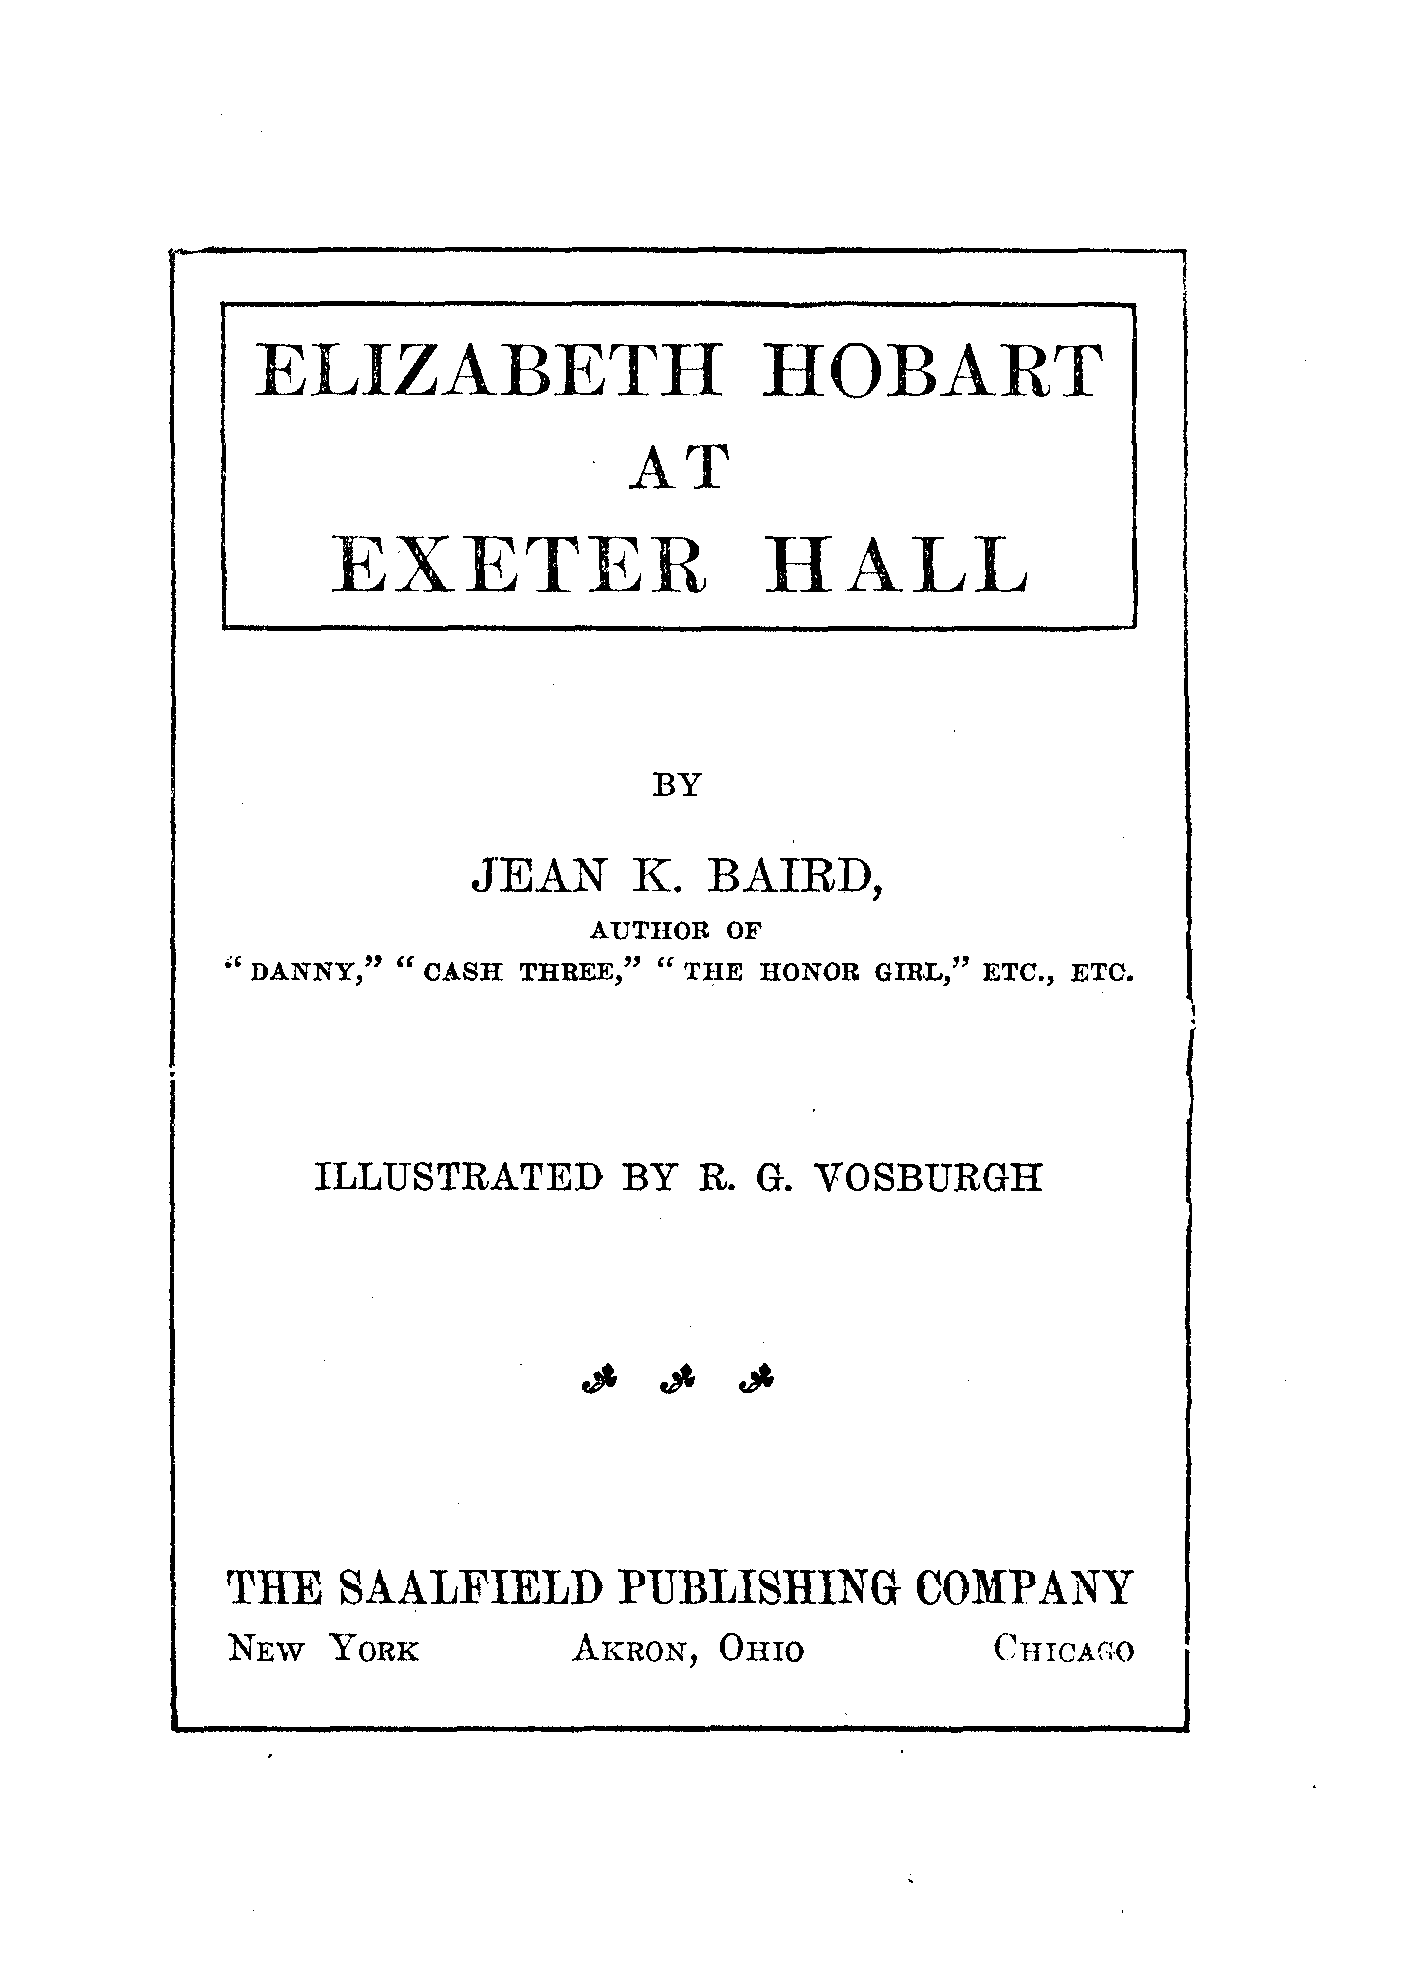 ELIZABETH HOBART
AT
EXETER HALL
BY
JEAN K. BAIRD,
AUTHOR OF
“DANNY,” “CASH THREE,” “THE HONOR GIRL,” ETC., ETC.
ILLUSTRATED BY R. G. VOSBURGH
THE SAALFIELD PUBLISHING COMPANY
NEW YORK AKRON, OHIO CHICAGO